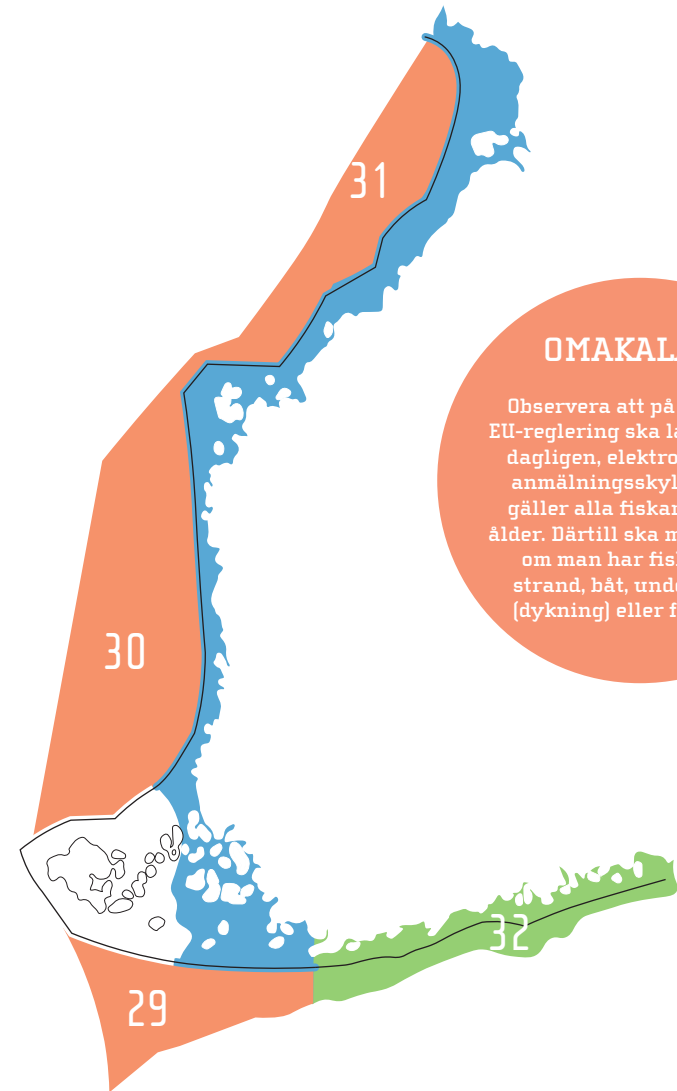 31
OMAKAL
Observera att på
EU-reglering ska
dagligen, elektro
anmälningsskyl
gäller alla fiskar
ålder. Därtill ska
om man har fis
strand, båt, und
(dykning) eller f
30
32
29